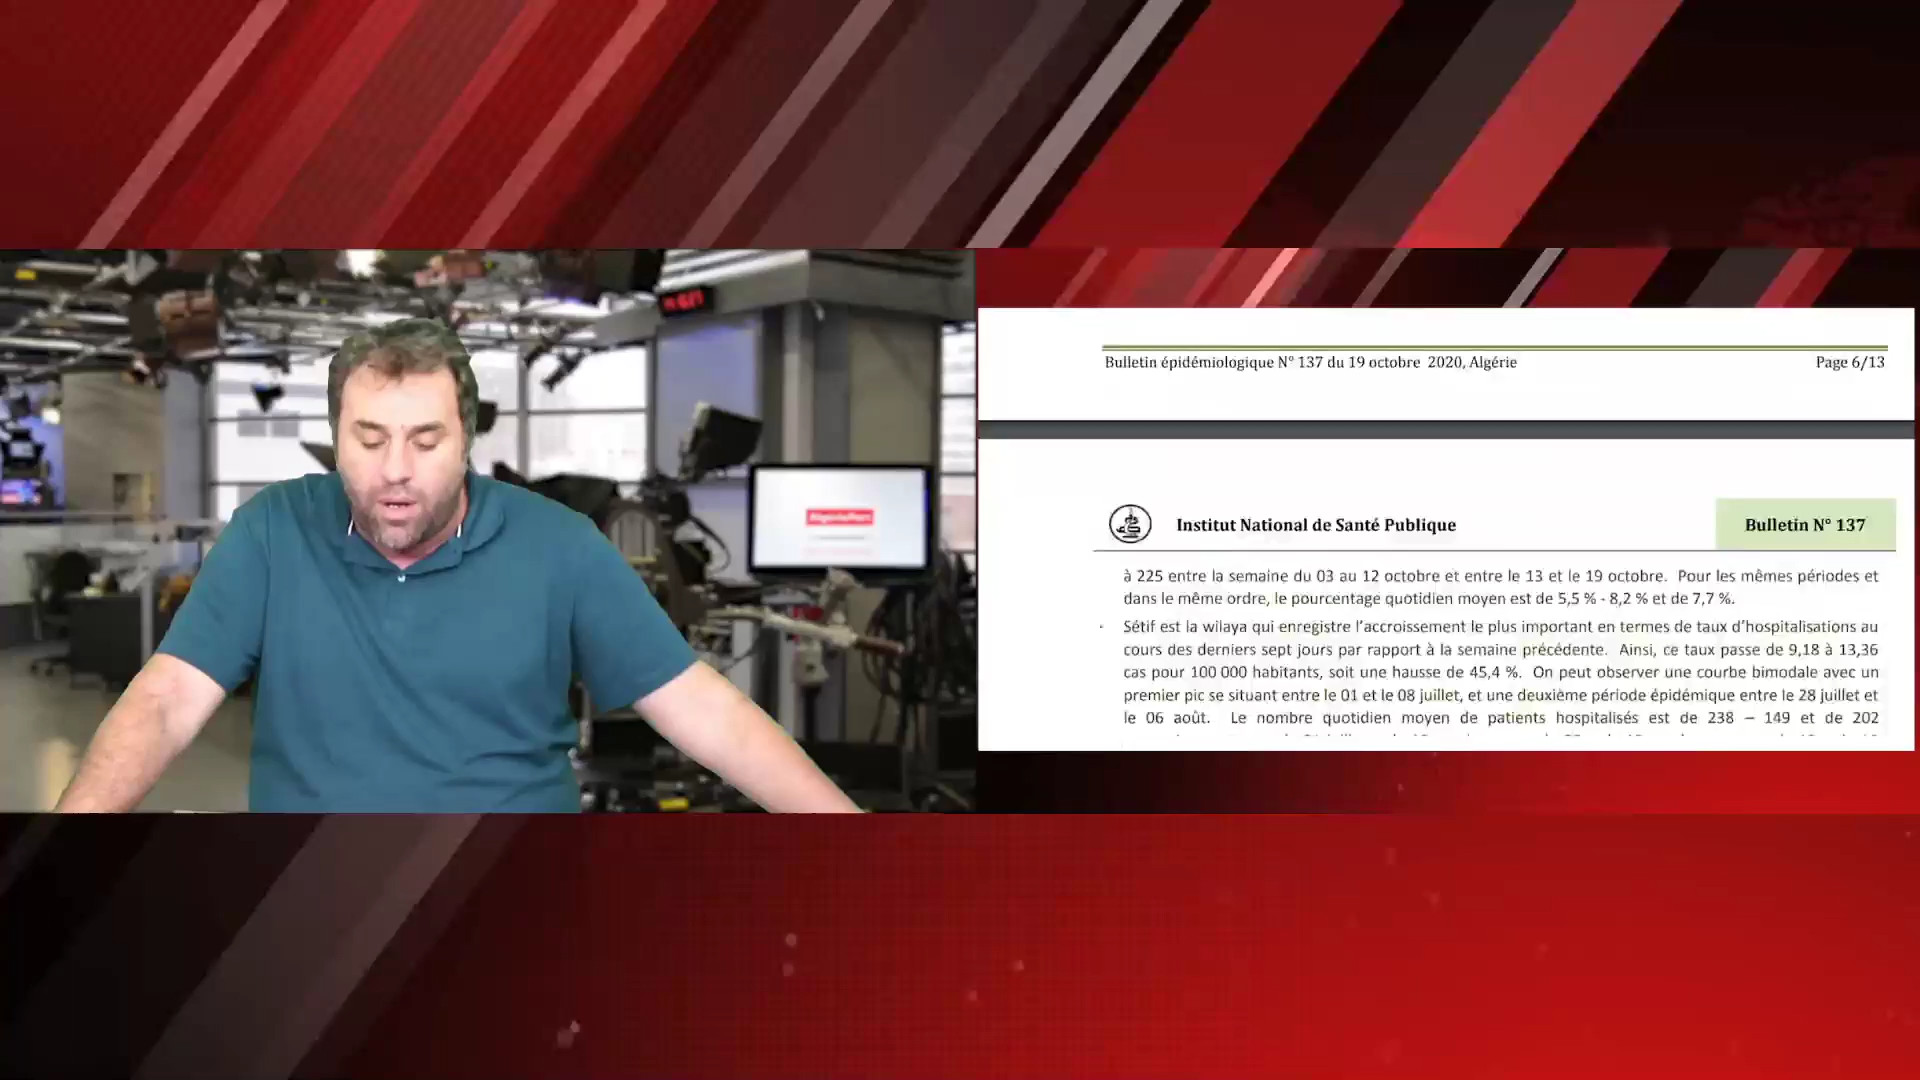 Bulletin épidémiologique N° 137 du 19 octobre 2020, Algérie
Page 6/13
Institut National de Santé Publique
Bulletin N° 137
à 225 entre la semaine du 03 au 12 octobre et entre le 13 et le 19 octobre. Pour les mêmes périodes et
dans le même ordre, le pourcentage quotidien moyen est de 5,5 % - 8,2 % et de 7,7 %.
· Sétif est la wilaya qui enregistre l’accroissement le plus important en termes de taux d’hospitalisations au
cours des derniers sept jours par rapport à la semaine précédente. Ainsi, ce taux passe de 9,18 à 13,36
cas pour 100 000 habitants, soit une hausse de 45,4 %. On peut observer une courbe bimodale avec un
premier pic se situant entre le 01 et le 08 juillet, et une deuxième période épidémique entre le 28 juillet et
le 06 août. Le nombre quotidien moyen de patients hospitalisés est de 238 – 149 et de 202